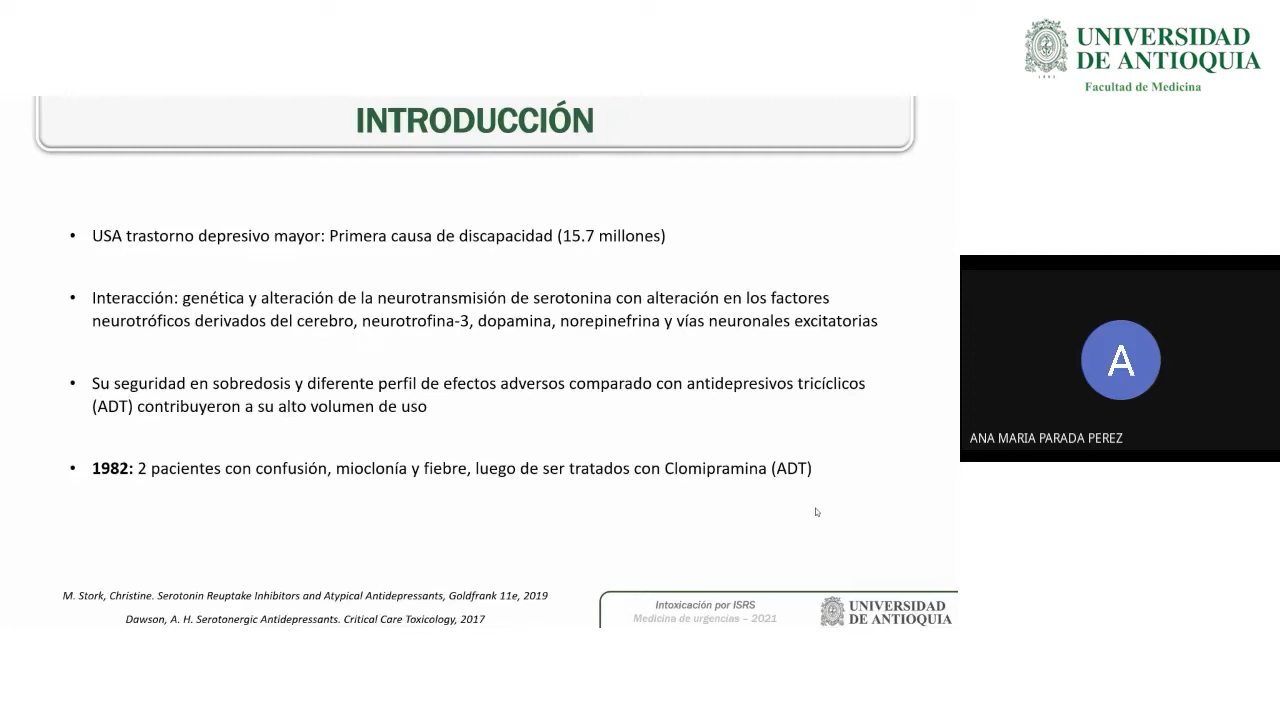 UNIVERSIDAD
DE ANTIOQUIA
1803
Facultad de Medicina
INTRODUCCIÓN
• USA trastorno depresivo mayor: Primera causa de discapacidad (15.7 millones)
• Interacción: genética y alteración de la neurotransmisión de serotonina con alteración en los factores
neurotróficos derivados del cerebro, neurotrofina-3, dopamina, norepinefrina y vías neuronales excitatorias
• Su seguridad en sobredosis y diferente perfil de efectos adversos comparado con antidepresivos tricíclicos
(ADT) contribuyeron a su alto volumen de uso
• 1982: 2 pacientes con confusión, mioclonía y fiebre, luego de ser tratados con Clomipramina (ADT)
M. Stork, Christine. Serotonin Reuptake Inhibitors and Atypical Antidepressants, Goldfrank 11e, 2019
Dawson, A. H. Serotonergic Antidepressants. Critical Care Toxicology, 2017
Intoxicación por ISRS
Medicina de urgencias – 2021
UNIVERSIDAD
DE ANTIOQUIA
A
ANA MARIA PARADA PEREZ